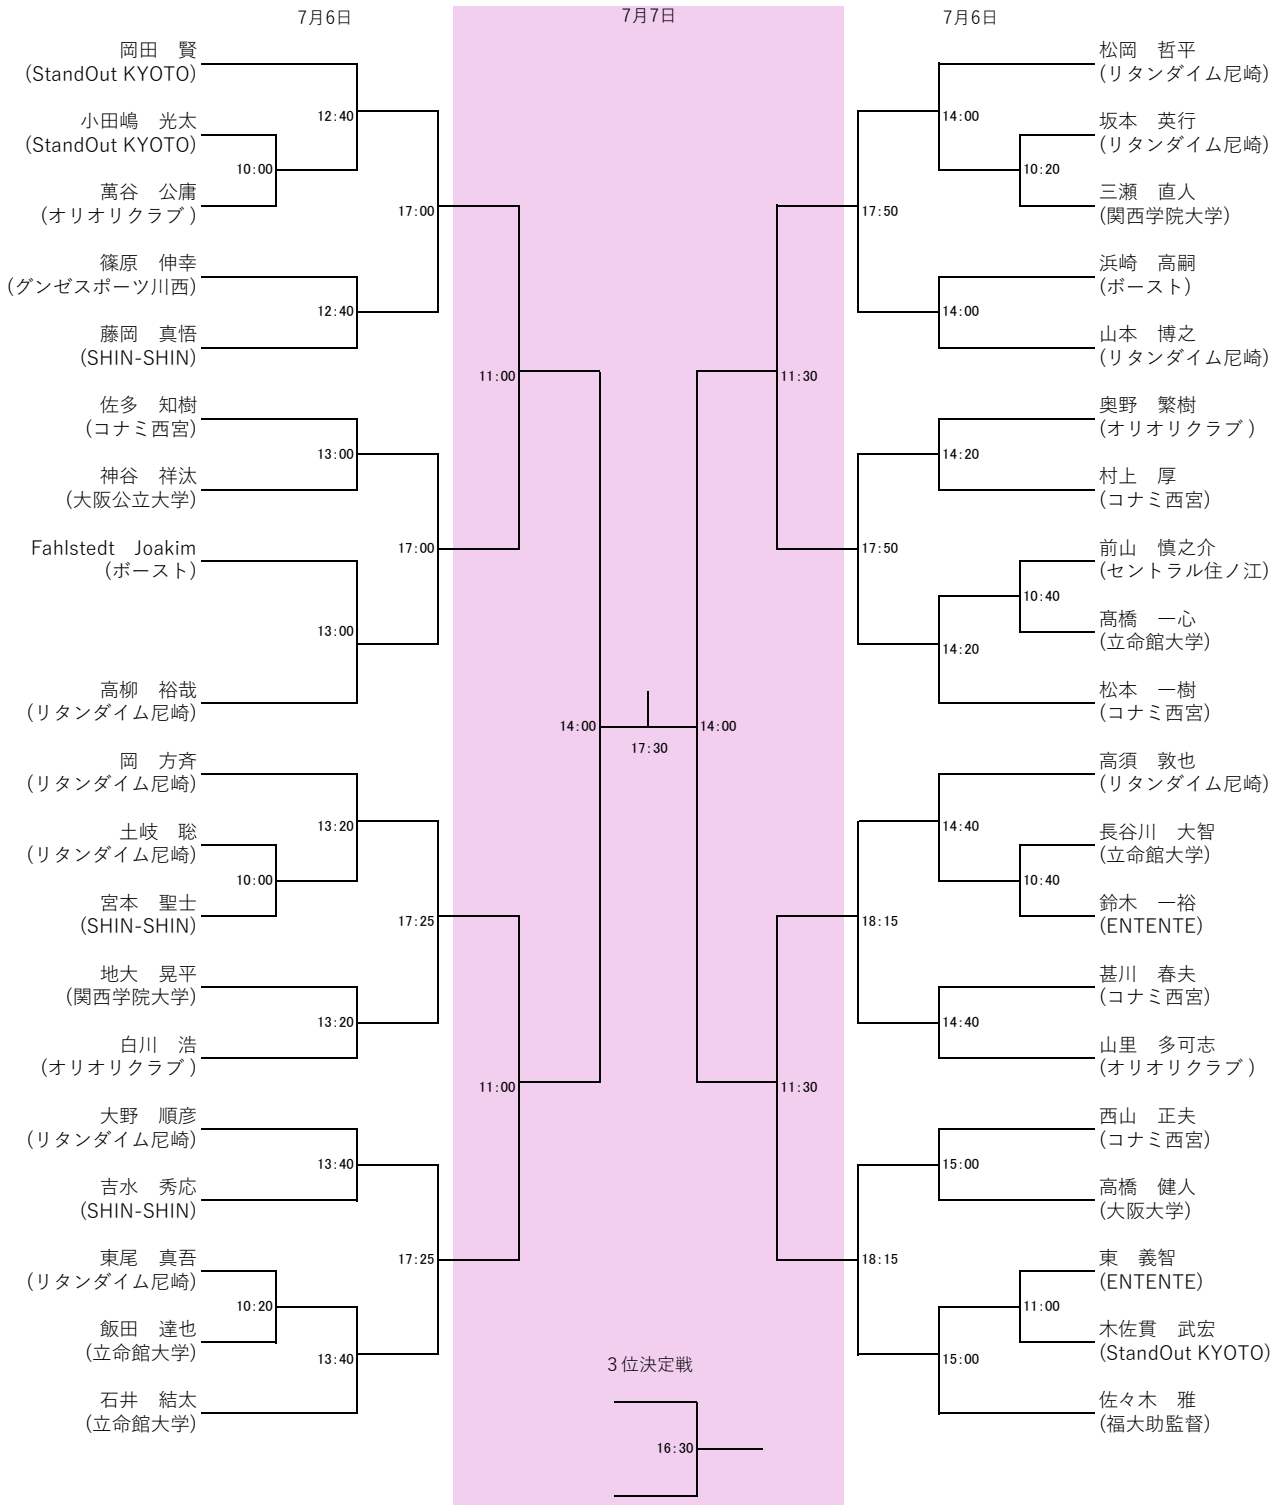 7月6日
7月7日
7月6日
岡田　賢
(StandOut KYOTO)
小田嶋　光太
(StandOut KYOTO)
萬谷　公庸
(オリオリクラブ )
篠原　伸幸
(グンゼスポーツ川西)
藤岡　真悟
(SHIN-SHIN)
佐多　知樹
(コナミ西宮)
神谷　祥汰
(大阪公立大学)
Fahlstedt　Joakim
(ボースト)
高柳　裕哉
(リタンダイム尼崎)
岡　方斉
(リタンダイム尼崎)
土岐　聡
(リタンダイム尼崎)
宮本　聖士
(SHIN-SHIN)
地大　晃平
(関西学院大学)
白川　浩
(オリオリクラブ )
大野　順彦
(リタンダイム尼崎)
吉水　秀応
(SHIN-SHIN)
東尾　真吾
(リタンダイム尼崎)
飯田　達也
(立命館大学)
石井　結太
(立命館大学)
10:00
10:00
10:20
12:40
12:40
13:00
13:00
13:20
13:20
13:40
13:40
17:00
17:00
17:25
17:25
11:00
11:00
14:00
17:30
14:00
11:30
11:30
３位決定戦
16:30
17:50
17:50
18:15
18:15
14:00
14:00
14:20
14:20
14:40
14:40
15:00
15:00
10:20
10:40
10:40
11:00
松岡　哲平
(リタンダイム尼崎)
坂本　英行
(リタンダイム尼崎)
三瀬　直人
(関西学院大学)
浜崎　高嗣
(ボースト)
山本　博之
(リタンダイム尼崎)
奥野　繁樹
(オリオリクラブ )
村上　厚
(コナミ西宮)
前山　慎之介
(セントラル住ノ江)
髙橋　一心
(立命館大学)
松本　一樹
(コナミ西宮)
高須　敦也
(リタンダイム尼崎)
長谷川　大智
(立命館大学)
鈴木　一裕
(ENTENTE)
甚川　春夫
(コナミ西宮)
山里　多可志
(オリオリクラブ )
西山　正夫
(コナミ西宮)
高橋　健人
(大阪大学)
東　義智
(ENTENTE)
木佐貫　武宏
(StandOut KYOTO)
佐々木　雅
(福大助監督)